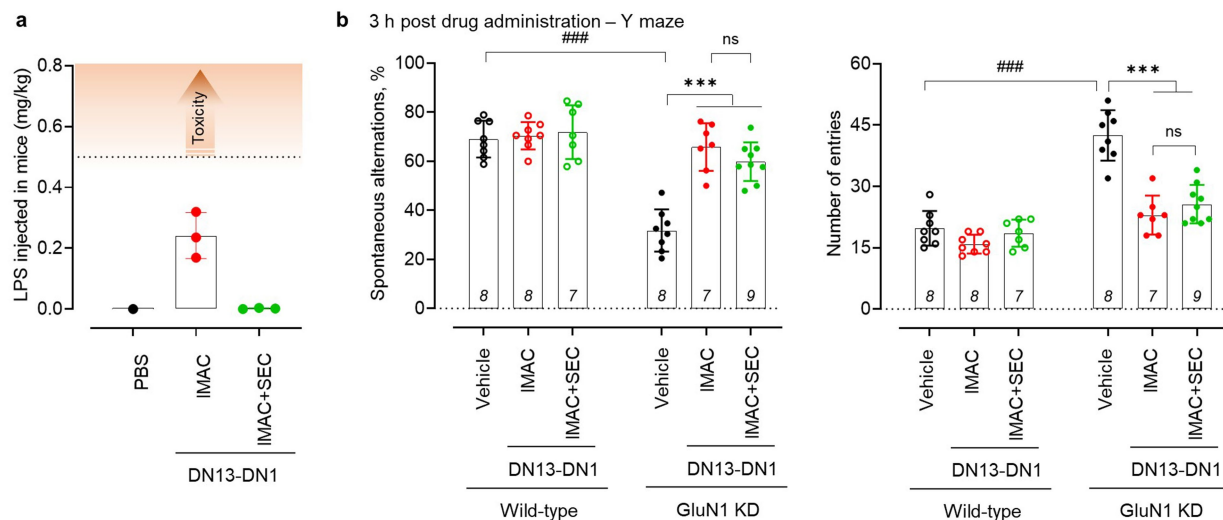 a
LPS injected in mice (mg/kg)
0.8
0.6
0.4
0.2
0.0
Toxicity
PBS
IMAC
IMAC+SEC
DN13-DN1
b 3 h post drug administration – Y maze
Spontaneous alternations, %
100
80
60
40
20
0
###
***
ns
8
8
7
8
7
9
Vehicle
IMAC
IMAC+SEC
Vehicle
IMAC
IMAC+SEC
DN13-DN1
DN13-DN1
Wild-type
GluN1 KD
Number of entries
60
45
30
15
0
###
***
ns
8
8
7
8
7
9
Vehicle
IMAC
IMAC+SEC
Vehicle
IMAC
IMAC+SEC
DN13-DN1
DN13-DN1
Wild-type
GluN1 KD